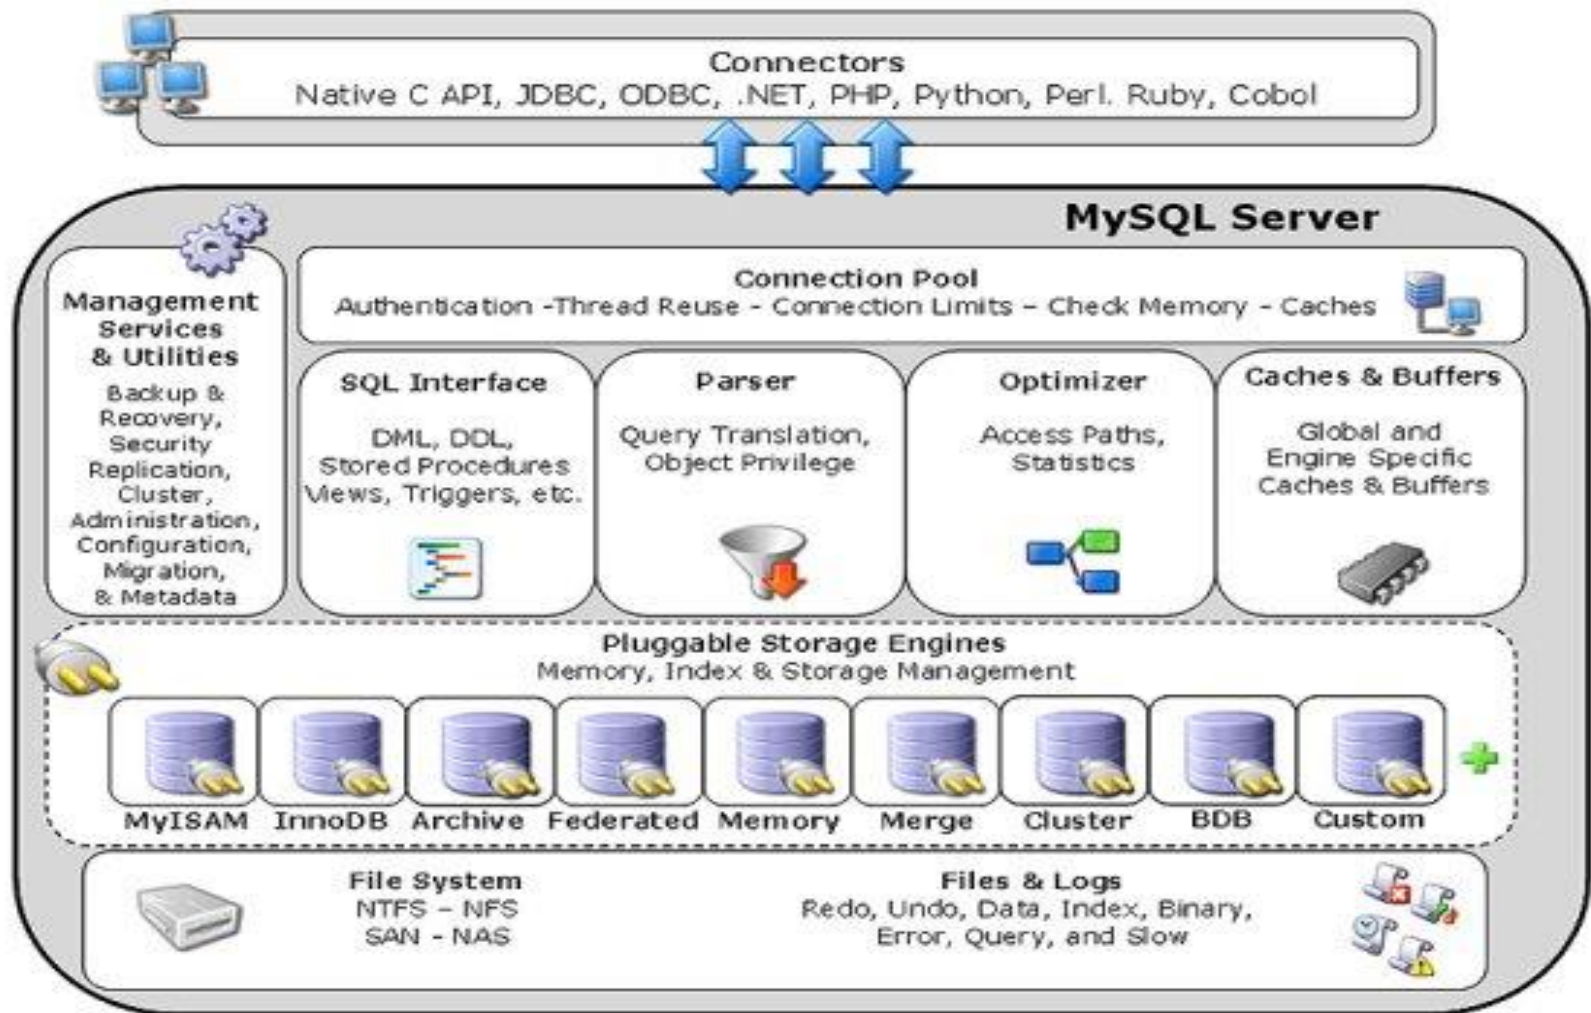 Connectors
Native C API, JDBC, ODBC, .NET, PHP, Python, Perl. Ruby, Cobol
MySQL Server
Management
Services
& Utilities
Backup &
Recovery,
Security
Replication,
Cluster,
Administration,
Configuration,
Migration,
& Metadata
Connection Pool
Authentication -Thread Reuse - Connection Limits – Check Memory - Caches
SQL Interface
DML, DDL,
Stored Procedures
Views, Triggers, etc.
Parser
Query Translation,
Object Privilege
Optimizer
Access Paths,
Statistics
Caches & Buffers
Global and
Engine Specific
Caches & Buffers
Pluggable Storage Engines
Memory, Index & Storage Management
MyISAM InnoDB Archive Federated Memory Merge Cluster BDB Custom
File System
NTFS – NFS
SAN - NAS
Files & Logs
Redo, Undo, Data, Index, Binary,
Error, Query, and Slow